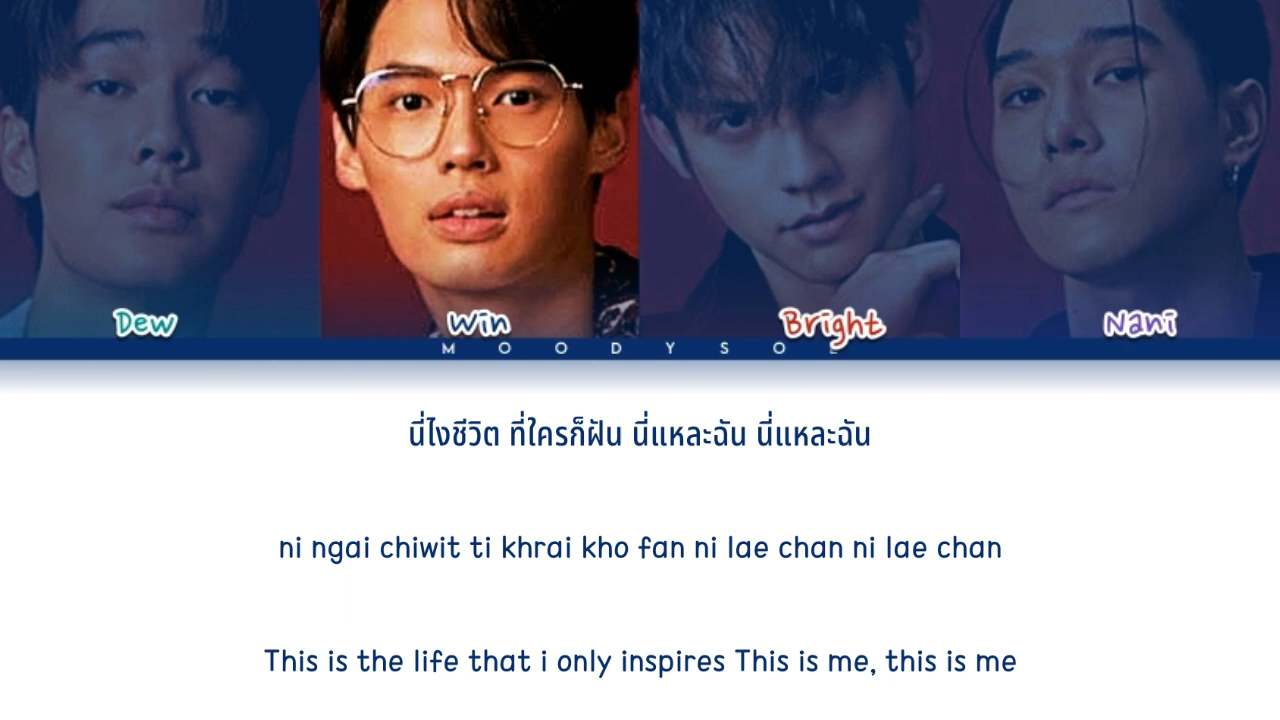 Dew Win Bright Nani
MOODYSOL
นี่ไงชีวิต ที่ใครก็ฝัน นี่แหละฉัน นี่แหละฉัน
ni ngai chiwit ti khrai kho fan ni lae chan ni lae chan
This is the life that i only inspires This is me, this is me